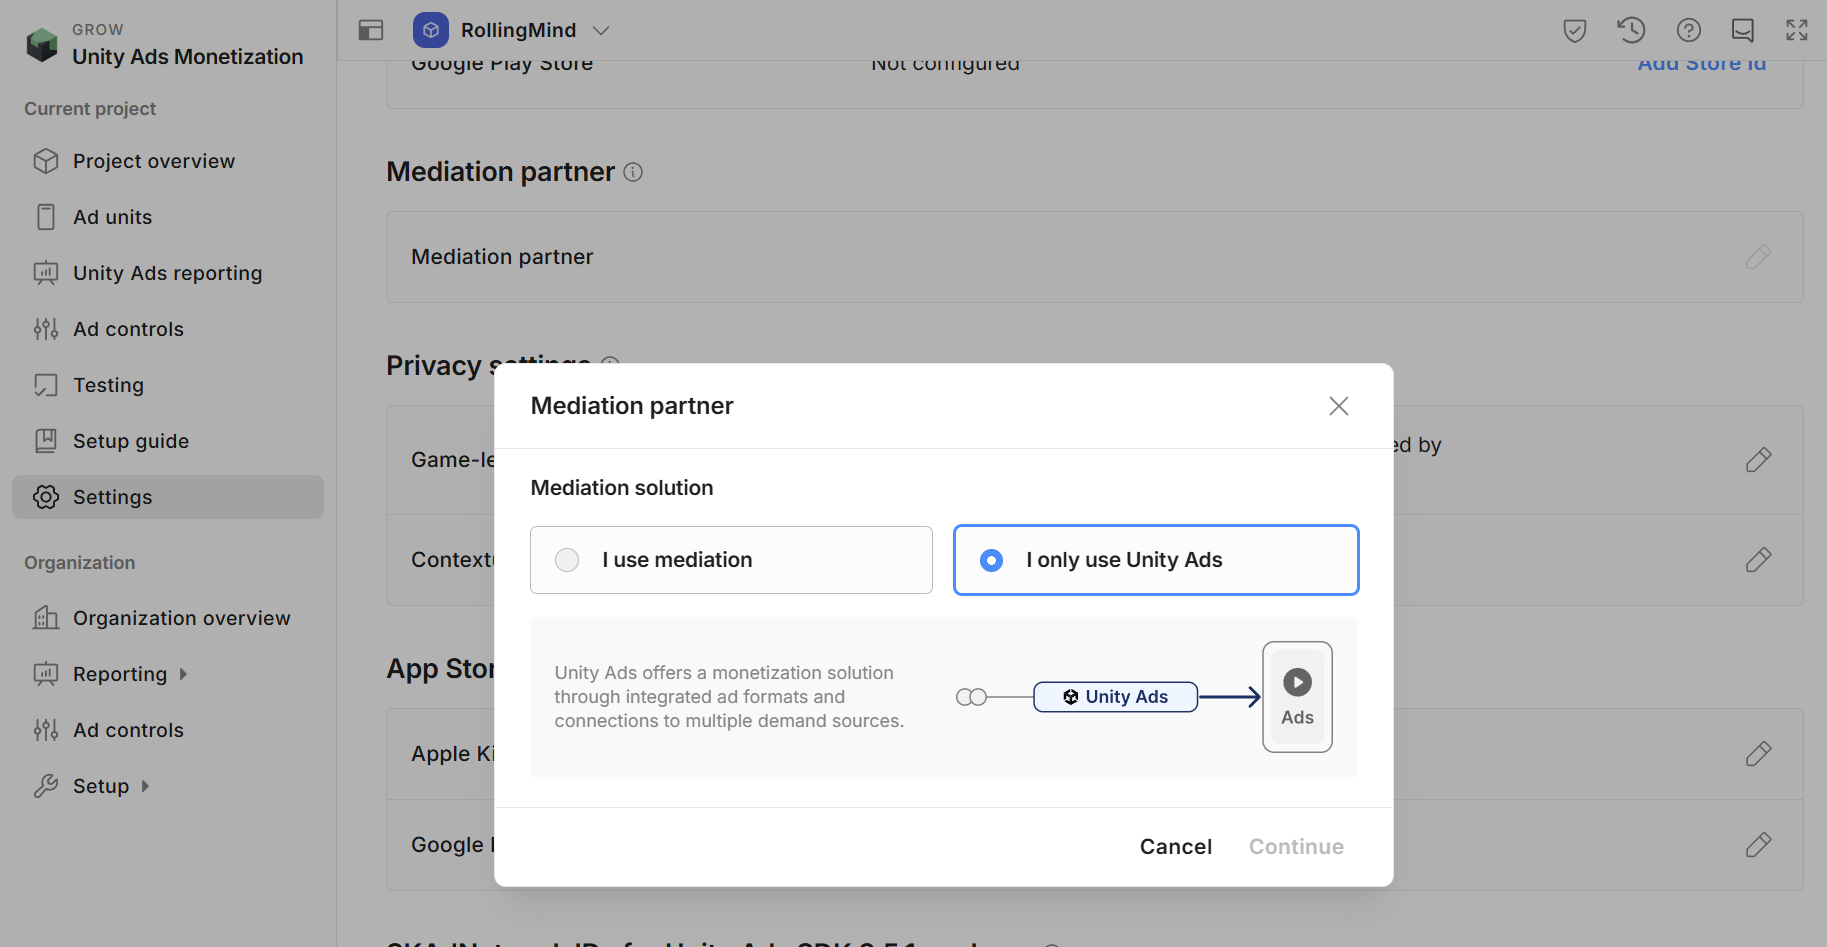 GROW
Unity Ads Monetization
RollingMind
Current project
Project overview
Ad units
Unity Ads reporting
Ad controls
Testing
Setup guide
Settings
Organization
Organization overview
Reporting
Ad controls
Setup
Google Play Store
Not configured
Add Store Id
Mediation partner
Mediation partner
Privacy settings
Game-le
ed by
Contextu
App Stor
Apple Ki
Google
Mediation partner
Mediation solution
I use mediation
I only use Unity Ads
Unity Ads offers a monetization solution
through integrated ad formats and
connections to multiple demand sources.
Unity Ads
Ads
Cancel
Continue